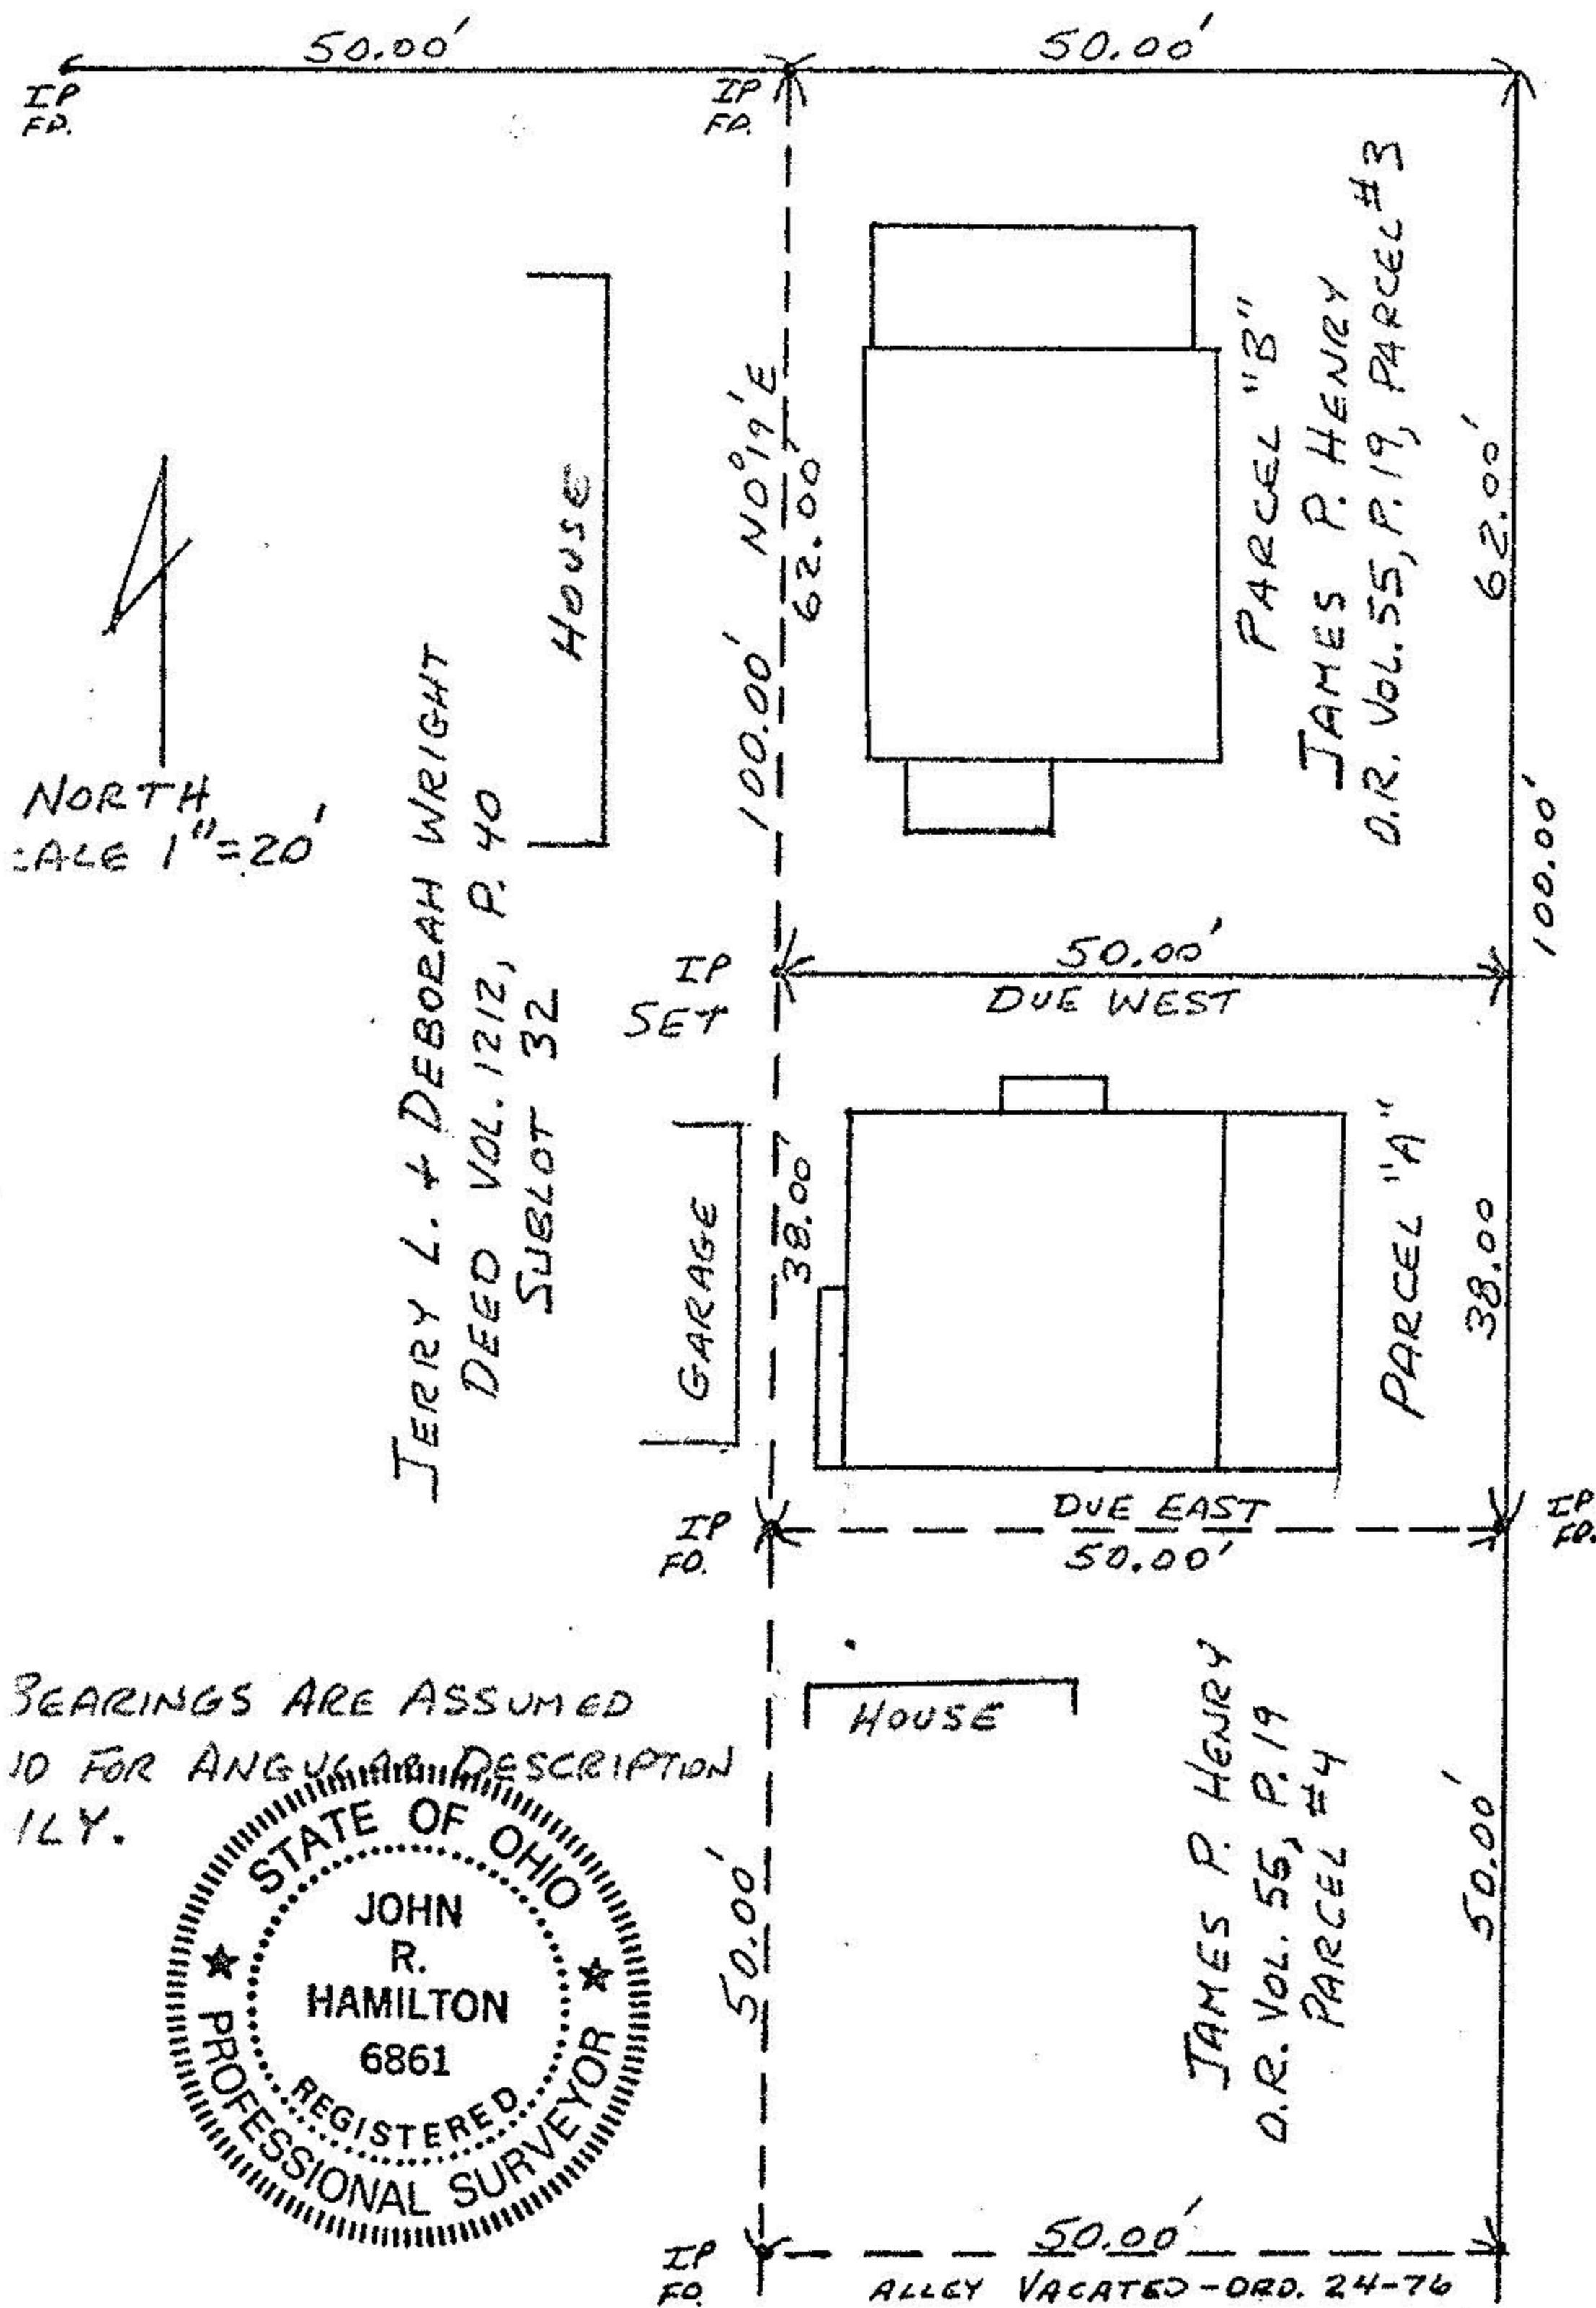 50.00'
50.00'
IP
FD.
IP
FD.
NORTH
CALE 1"=20'
HOUSE
JERRY L. + DEBORAH WRIGHT
DEED VOL. 1212, P. 40
SUBLOT 32
100.00' N0°19'E
62.00'
PARCEL "B"
JAMES P. HENRY
O.R. VOL. 55, P. 19, PARCEL #3
62.00'
100.00'
IP
SET
50.00'
DUE WEST
GARAGE
38.00'
PARCEL "A"
38.00
IP
FD.
DUE EAST
50.00'
IP
FD.
HOUSE
BEARINGS ARE ASSUMED
ID FOR ANGULAR DESCRIPTION
ILY.
STATE OF OHIO
JOHN
R.
HAMILTON
6861
REGISTERED
PROFESSIONAL SURVEYOR
50.00'
JAMES P. HENRY
O.R. VOL. 55, P. 19
PARCEL #4
50.00'
IP
FD.
50.00'
ALLEY VACATED-ORD. 24-76